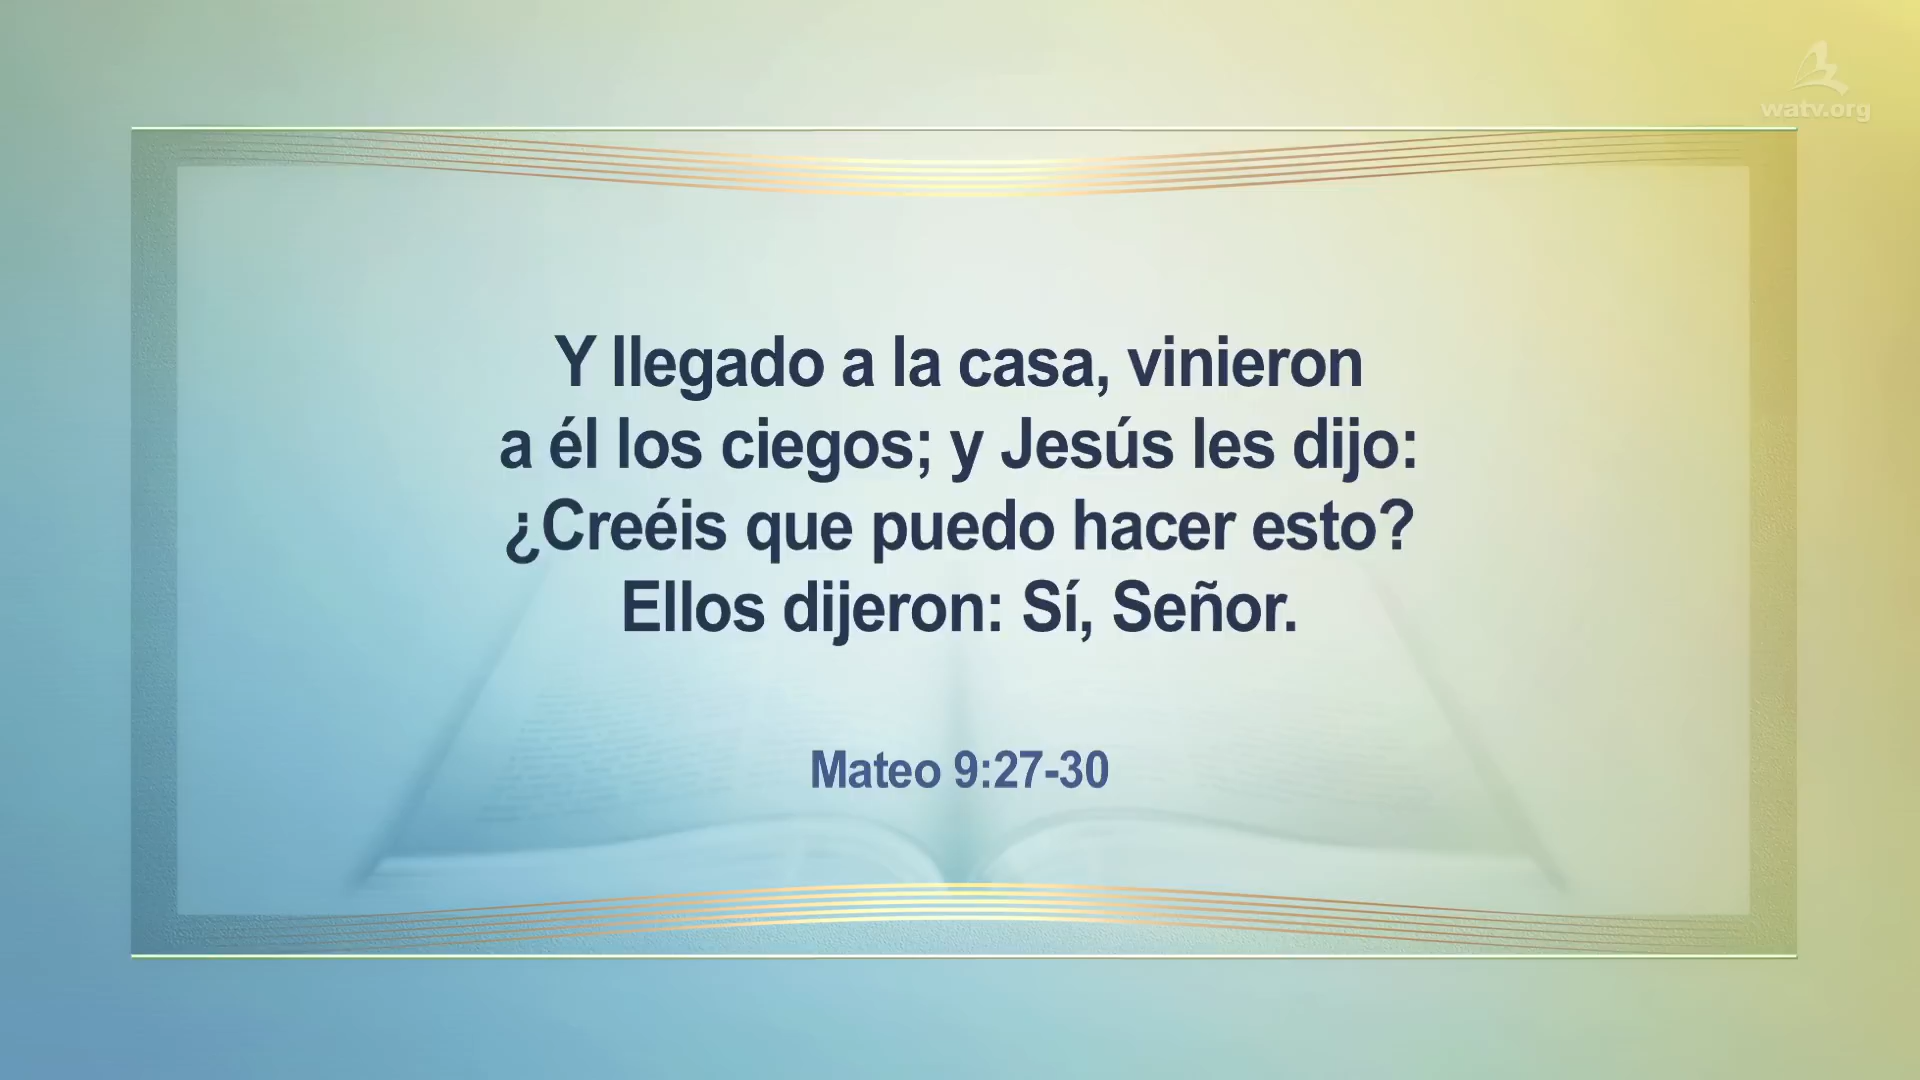 watv.org
Y llegado a la casa, vinieron
a él los ciegos; y Jesús les dijo:
¿Creéis que puedo hacer esto?
Ellos dijeron: Sí, Señor.
Mateo 9:27-30